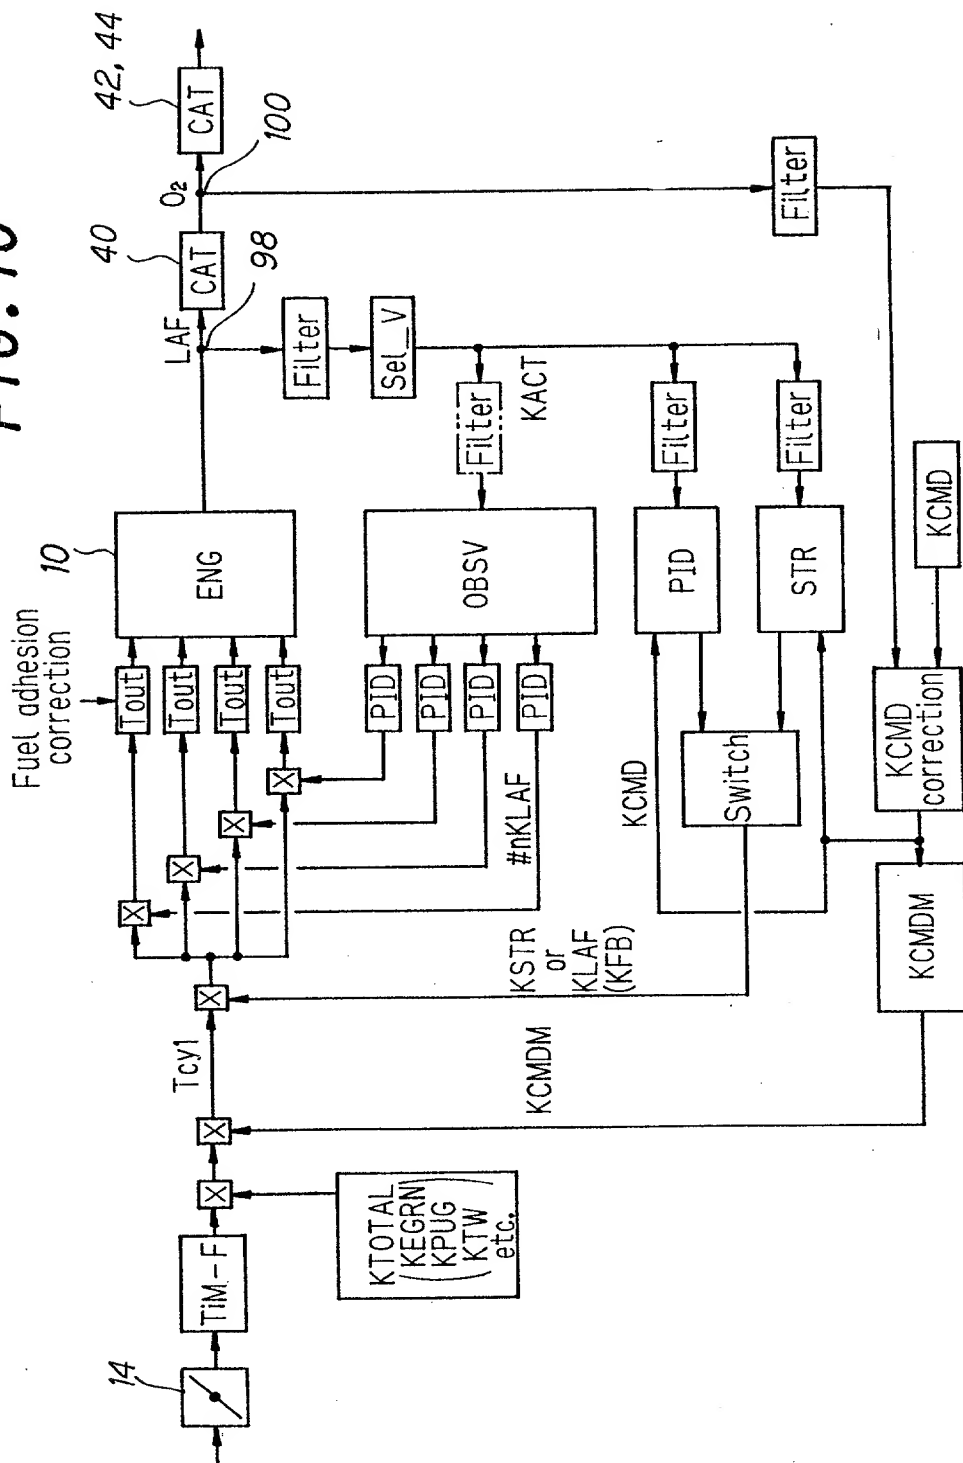 FIG.
Fuel adhesion
correction
10
40
42, 44
14
TiM-F
X
X
Tcy1
X
X
X
X
X
Tout
Tout
Tout
Tout
ENG
LAF
CAT
O2
CAT
98
100
KTOTAL
(KEGRN
KPUG
KTW)
etc.
PID
PID
PID
PID
#nKLAF
OBSV
Filter
Sel_V
Filter
KACT
KCMDM
KSTR
or
KLAF
(KFB)
KCMD
Switch
PID
STR
Filter
Filter
Filter
KCMDM
KCMD
correction
KCMD